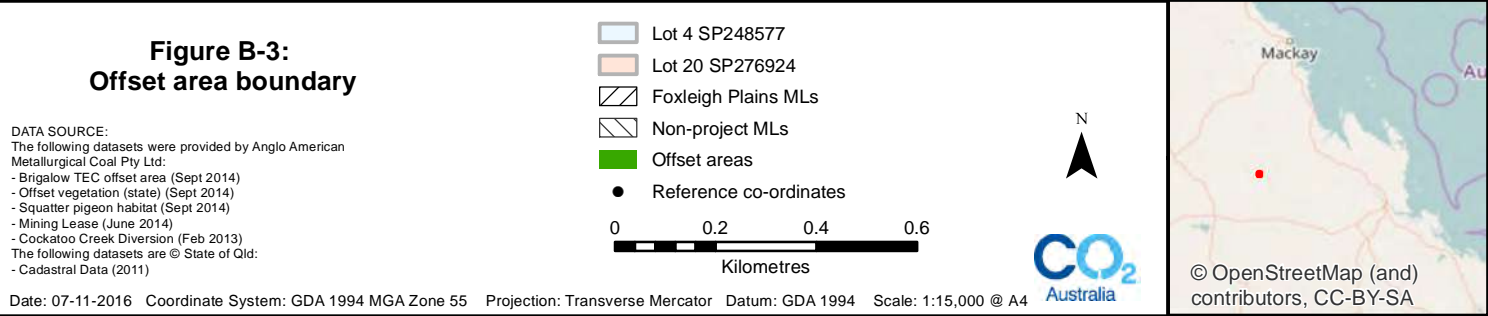 Figure B-3:
Offset area boundary
DATA SOURCE:
The following datasets were provided by Anglo American
Metallurgical Coal Pty Ltd:
- Brigalow TEC offset area (Sept 2014)
- Offset vegetation (state) (Sept 2014)
- Squatter pigeon habitat (Sept 2014)
- Mining Lease (June 2014)
- Cockatoo Creek Diversion (Feb 2013)
The following datasets are © State of Qld:
- Cadastral Data (2011)
Date: 07-11-2016 Coordinate System: GDA 1994 MGA Zone 55 Projection: Transverse Mercator Datum: GDA 1994 Scale: 1:15,000 @ A4
Lot 4 SP248577
Lot 20 SP276924
Foxleigh Plains MLs
Non-project MLs
Offset areas
Reference co-ordinates
0 0.2 0.4 0.6
Kilometres
N
CO2
Australia
Mackay
Au
© OpenStreetMap (and)
contributors, CC-BY-SA